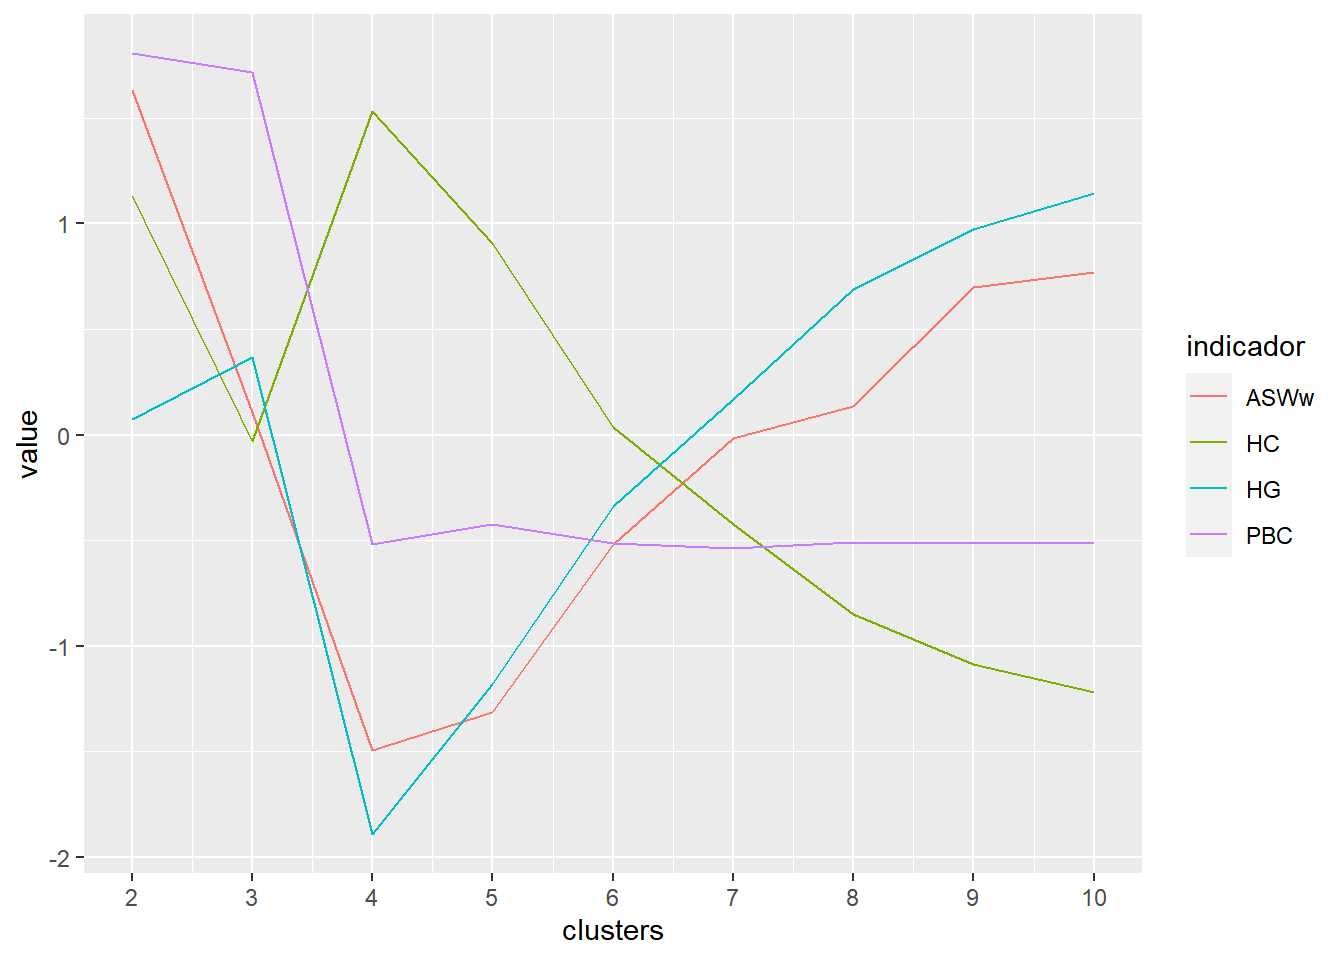 value
1
0
-1
-2
2 3 4 5 6 7 8 9 10
clusters
indicador
ASWw
HC
HG
PBC